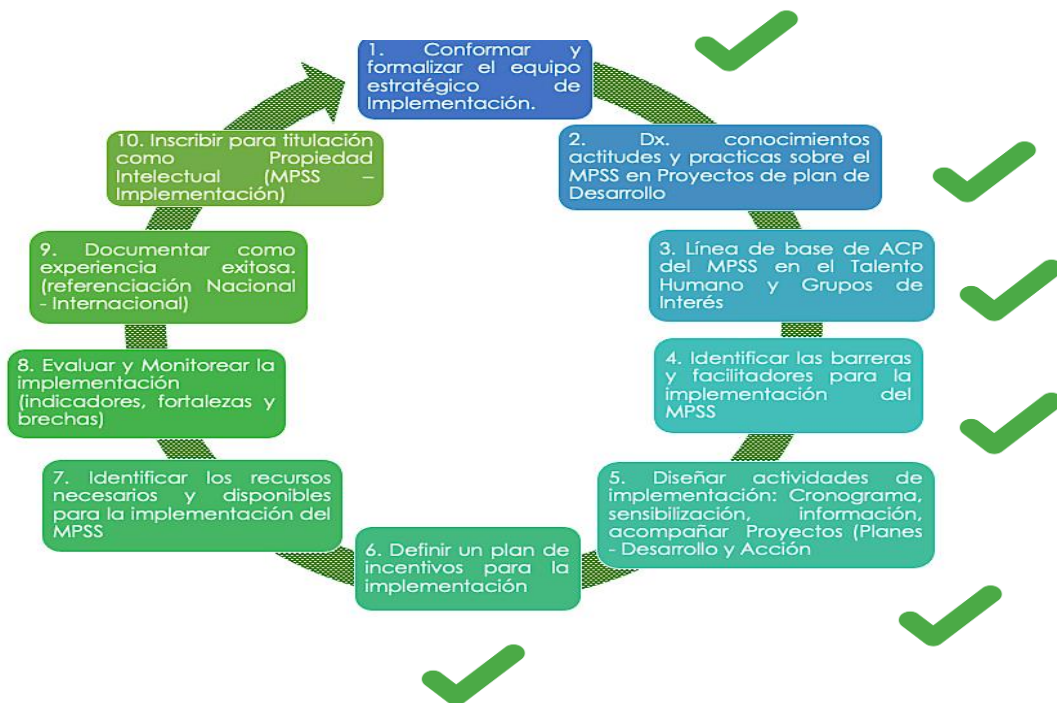 1. Conformar y
formalizar el equipo
estratégico de
Implementación.
2. Dx. conocimientos
actitudes y practicas sobre el
MPSS en Proyectos de plan de
Desarrollo
3. Línea de base de ACP
del MPSS en el Talento
Humano y Grupos de
Interés
4. Identificar las barreras
y facilitadores para la
implementación del
MPSS
5. Diseñar actividades de
implementación: Cronograma,
sensibilización, información,
acompañar Proyectos (Planes
- Desarrollo y Acción
6. Definir un plan de
incentivos para la
implementación
7. Identificar los recursos
necesarios y disponibles
para la implementación del
MPSS
8. Evaluar y Monitorear la
implementación
(indicadores, fortalezas y
brechas)
9. Documentar como
experiencia exitosa.
(referenciación Nacional
- Internacional)
10. Inscribir para titulación
como Propiedad
Intelectual (MPSS –
Implementación)